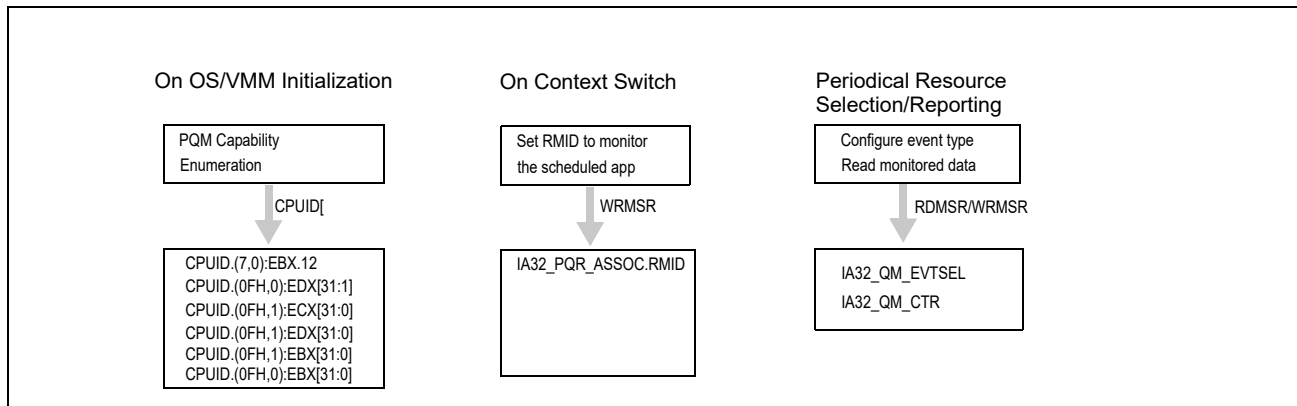 On OS/VMM Initialization
PQM Capability
Enumeration
CPUID[
CPUID.(7,0):EBX.12
CPUID.(0FH,0):EDX[31:1]
CPUID.(0FH,1):ECX[31:0]
CPUID.(0FH,1):EDX[31:0]
CPUID.(0FH,1):EBX[31:0]
CPUID.(0FH,0):EBX[31:0]
On Context Switch
Set RMID to monitor
the scheduled app
WRMSR
IA32_PQR_ASSOC.RMID
Periodical Resource
Selection/Reporting
Configure event type
Read monitored data
RDMSR/WRMSR
IA32_QM_EVTSEL
IA32_QM_CTR